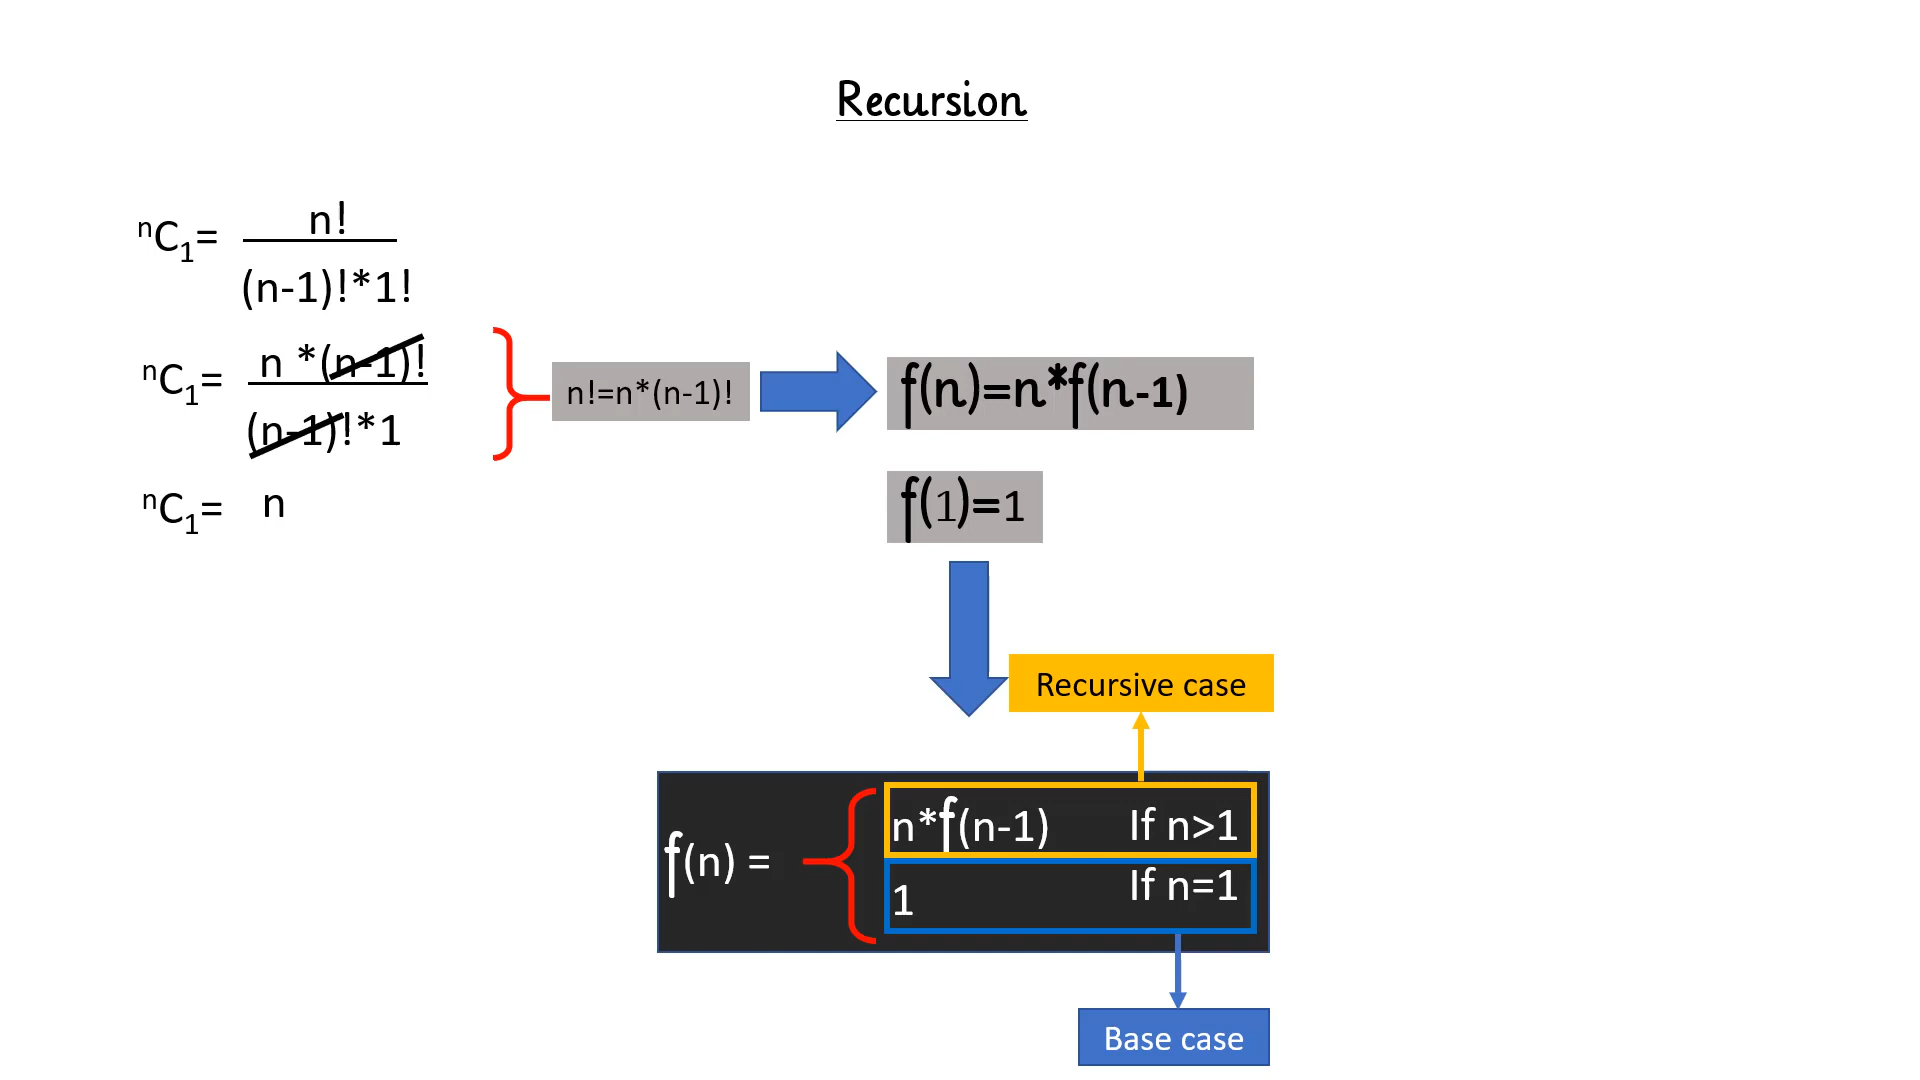 Recursion
ⁿC₁= n!
(n-1)!*1!
ⁿC₁= n *(n-1)!
(n-1)!*1
ⁿC₁= n
n!=n*(n-1)!
f(n)=n*f(n-1)
f(1)=1
Recursive case
f(n) =
n*f(n-1) If n>1
1 If n=1
Base case